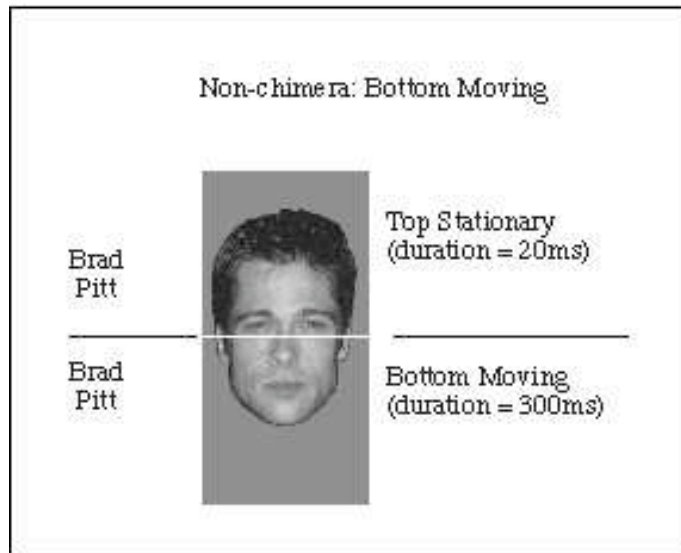 Non-chimera: Bottom Moving
Top Stationary
(duration = 20ms)
Brad
Pitt
Brad
Pitt
Bottom Moving
(duration = 300ms)